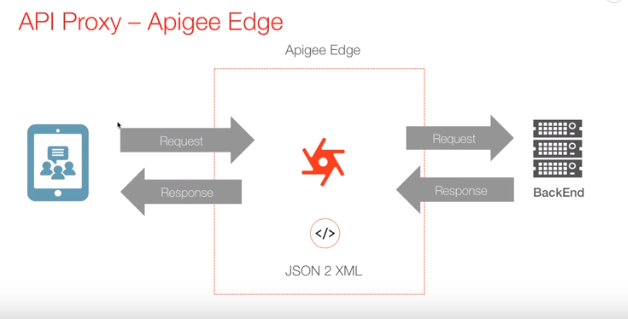 API Proxy – Apigee Edge
Apigee Edge
Request
Request
Response
Response
BackEnd
</>
JSON 2 XML